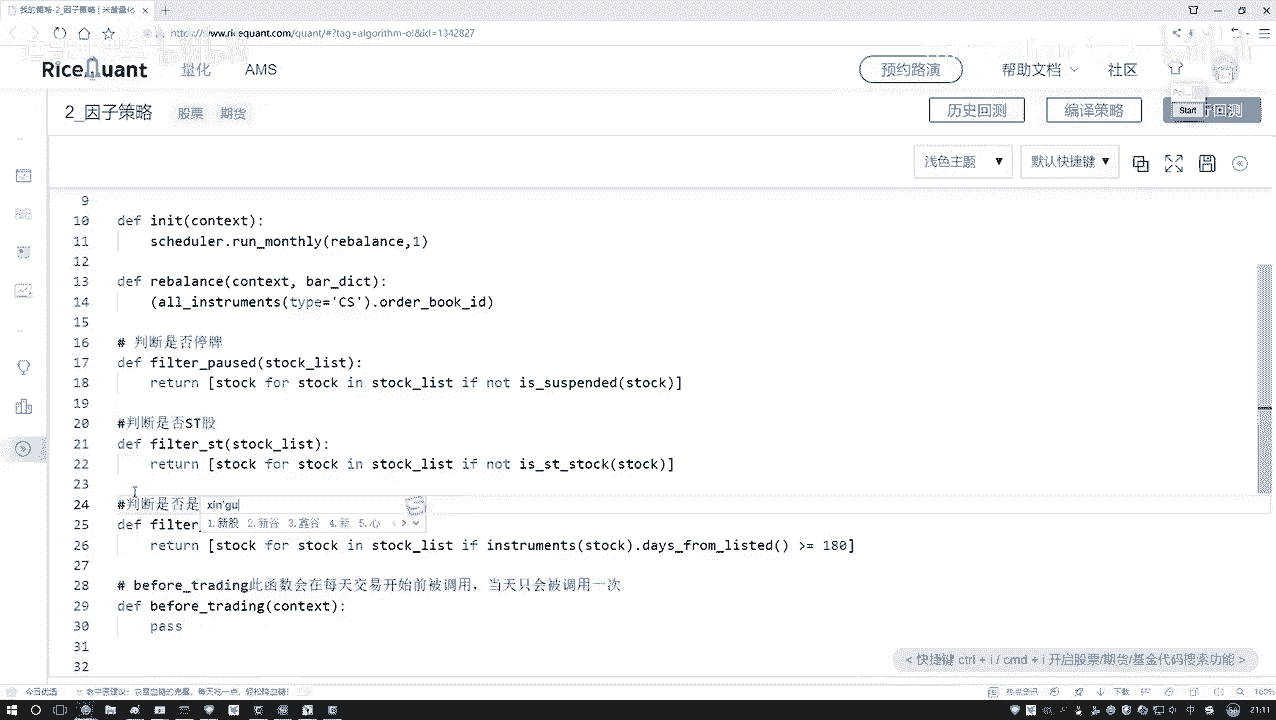 我的策略-2_因子策略 | 米筐量化
www.ricequant.com/quant/#?tag=algorithm-ol&id=1342827
RiceQuant 量化 AMS 预约路演 帮助文档 社区
2_因子策略 股票 期货 历史回测 编译策略 Start 回测
浅色主题 默认快捷键
9
10 def init(context):
11 scheduler.run_monthly(rebalance,1)
12
13 def rebalance(context, bar_dict):
14 (all_instruments(type='CS').order_book_id)
15
16 # 判断是否停牌
17 def filter_paused(stock_list):
18 return [stock for stock in stock_list if not is_suspended(stock)]
19
20 #判断是否ST股
21 def filter_st(stock_list):
22 return [stock for stock in stock_list if not is_st_stock(stock)]
23
24 #判断是否是 xin'gu
1.新股 2.新谷 3.鑫谷 4.新 5.心
25 def filter_
26 return [stock for stock in stock_list if instruments(stock).days_from_listed() >= 180]
27
28 # before_trading此函数会在每天交易开始前被调用，当天只会被调用一次
29 def before_trading(context):
30 pass
31
32
< 快捷键 ctrl + i / cmd + i 开启股票/期货/基金代码搜索功能 >
今日优选 热点资讯 下载 160%
21:11